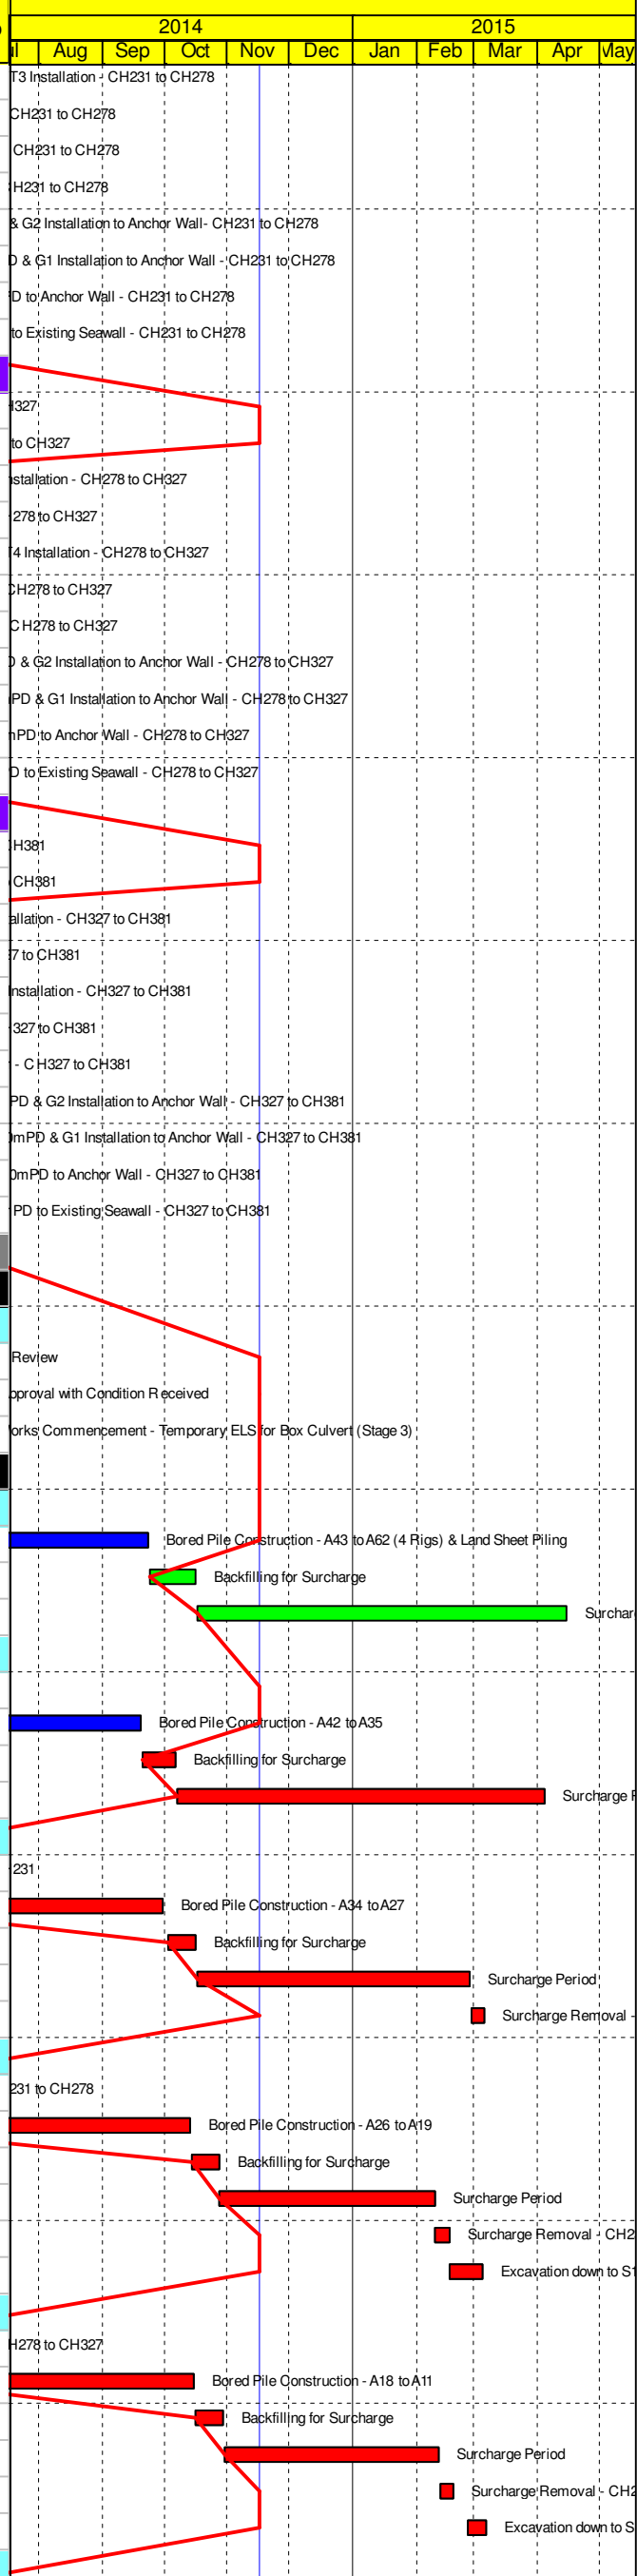 2014 2015
Aug Sep Oct Nov Dec Jan Feb Mar Apr May
T3 Installation - CH231 to CH278
CH231 to CH278
CH231 to CH278
H231 to CH278
& G2 Installation to Anchor Wall- CH231 to CH278
D & G1 Installation to Anchor Wall - CH231 to CH278
D to Anchor Wall - CH231 to CH278
to Existing Seawall - CH231 to CH278
H327
to CH327
nstallation - CH278 to CH327
278 to CH327
4 Installation - CH278 to CH327
CH278 to CH327
CH278 to CH327
D & G2 Installation to Anchor Wall - CH278 to CH327
PD & G1 Installation to Anchor Wall - CH278 to CH327
mPD to Anchor Wall - CH278 to CH327
D to Existing Seawall - CH278 to CH327
H381
CH381
allation - CH327 to CH381
7 to CH381
Installation - CH327 to CH381
327 to CH381
- CH327 to CH381
PD & G2 Installation to Anchor Wall - CH327 to CH381
0mPD & G1 Installation to Anchor Wall - CH327 to CH381
0mPD to Anchor Wall - CH327 to CH381
PD to Existing Seawall - CH327 to CH381
Review
pproval with Condition Received
orks Commencement - Temporary ELS for Box Culvert (Stage 3)
Bored Pile Construction - A43 to A62 (4 Rigs) & Land Sheet Piling
Backfilling for Surcharge
Surchar
Bored Pile Construction - A42 to A35
Backfilling for Surcharge
Surcharge P
231
Bored Pile Construction - A34 to A27
Backfilling for Surcharge
Surcharge Period
Surcharge Removal -
231 to CH278
Bored Pile Construction - A26 to A19
Backfilling for Surcharge
Surcharge Period
Surcharge Removal - CH2
Excavation down to S1
H278 to CH327
Bored Pile Construction - A18 to A11
Backfilling for Surcharge
Surcharge Period
Surcharge Removal - CH2
Excavation down to S